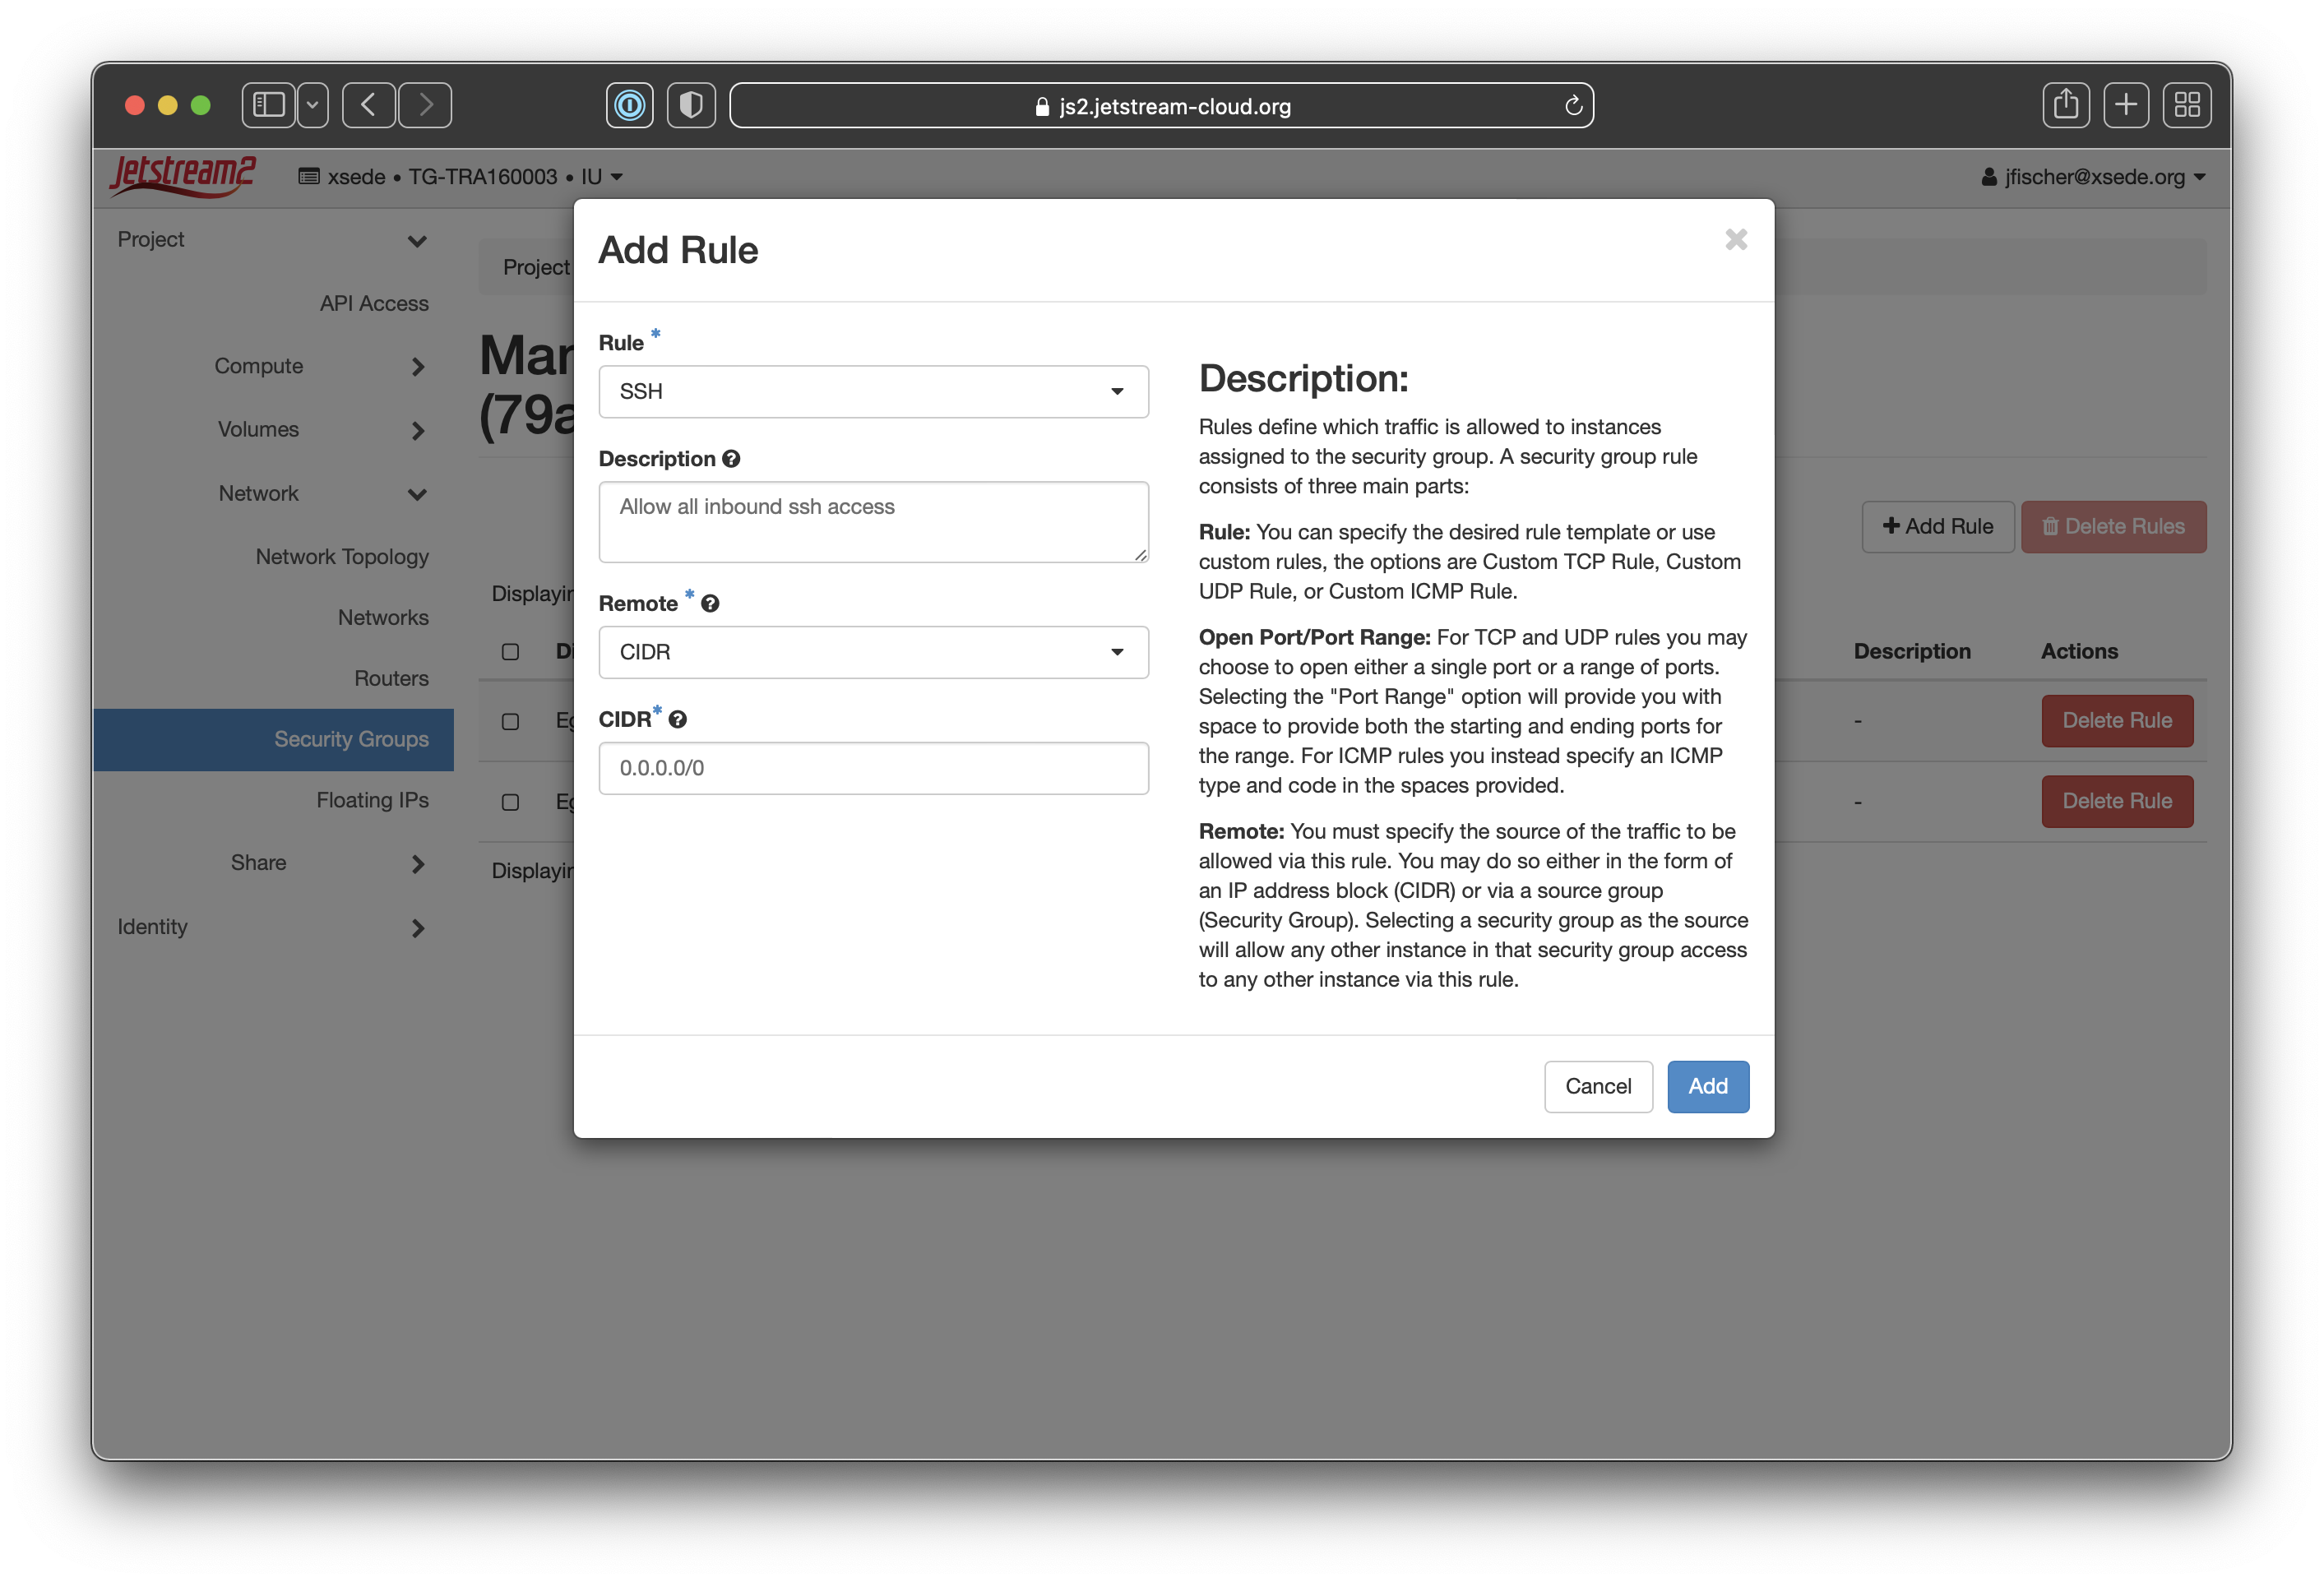 js2.jetstream-cloud.org
Jetstream2
xsede • TG-TRA160003 • IU
jfischer@xsede.org
Project
API Access
Compute
Volumes
Network
Network Topology
Networks
Routers
Security Groups
Floating IPs
Share
Identity
Project
(79a
+ Add Rule
Delete Rules
Description
Actions
-
Delete Rule
-
Delete Rule
Add Rule
Rule *
SSH
Description
Allow all inbound ssh access
Remote *
CIDR
CIDR*
0.0.0.0/0
Description:
Rules define which traffic is allowed to instances
assigned to the security group. A security group rule
consists of three main parts:
Rule: You can specify the desired rule template or use
custom rules, the options are Custom TCP Rule, Custom
UDP Rule, or Custom ICMP Rule.
Open Port/Port Range: For TCP and UDP rules you may
choose to open either a single port or a range of ports.
Selecting the "Port Range" option will provide you with
space to provide both the starting and ending ports for
the range. For ICMP rules you instead specify an ICMP
type and code in the spaces provided.
Remote: You must specify the source of the traffic to be
allowed via this rule. You may do so either in the form of
an IP address block (CIDR) or via a source group
(Security Group). Selecting a security group as the source
will allow any other instance in that security group access
to any other instance via this rule.
Cancel
Add